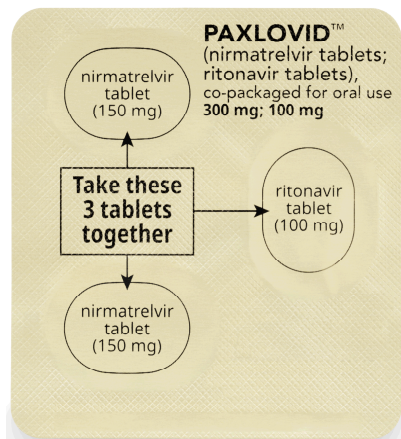 PAXLOVID™
(nirmatrelvir tablets;
ritonavir tablets),
co-packaged for oral use
300 mg; 100 mg
nirmatrelvir
tablet
(150 mg)
Take these
3 tablets
together
ritonavir
tablet
(100 mg)
nirmatrelvir
tablet
(150 mg)